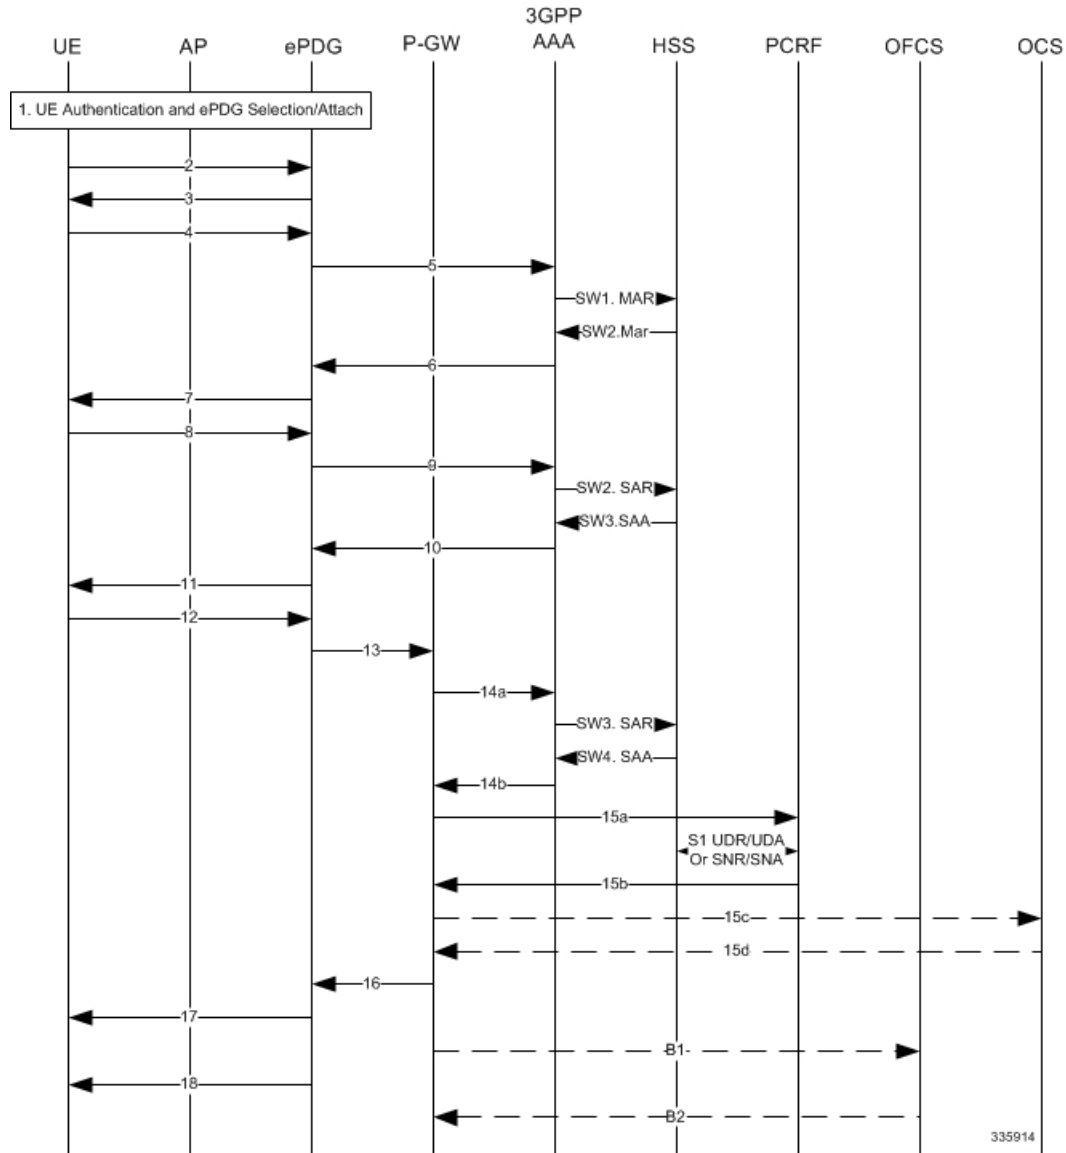 3GPP
UE AP ePDG P-GW AAA HSS PCRF OFCS OCS
1. UE Authentication and ePDG Selection/Attach
2
3
4
5
SW1. MAR
SW2.Mar
6
7
8
9
SW2. SAR
SW3.SAA
10
11
12
13
14a
SW3. SAR
SW4. SAA
14b
15a
S1 UDR/UDA
Or SNR/SNA
15b
15c
15d
16
17
B1
18
B2
335914